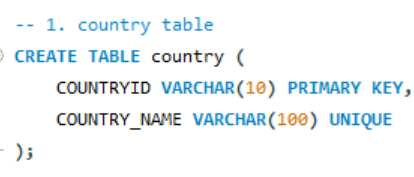 -- 1. country table
CREATE TABLE country (
COUNTRYID VARCHAR(10) PRIMARY KEY,
COUNTRY_NAME VARCHAR(100) UNIQUE
);